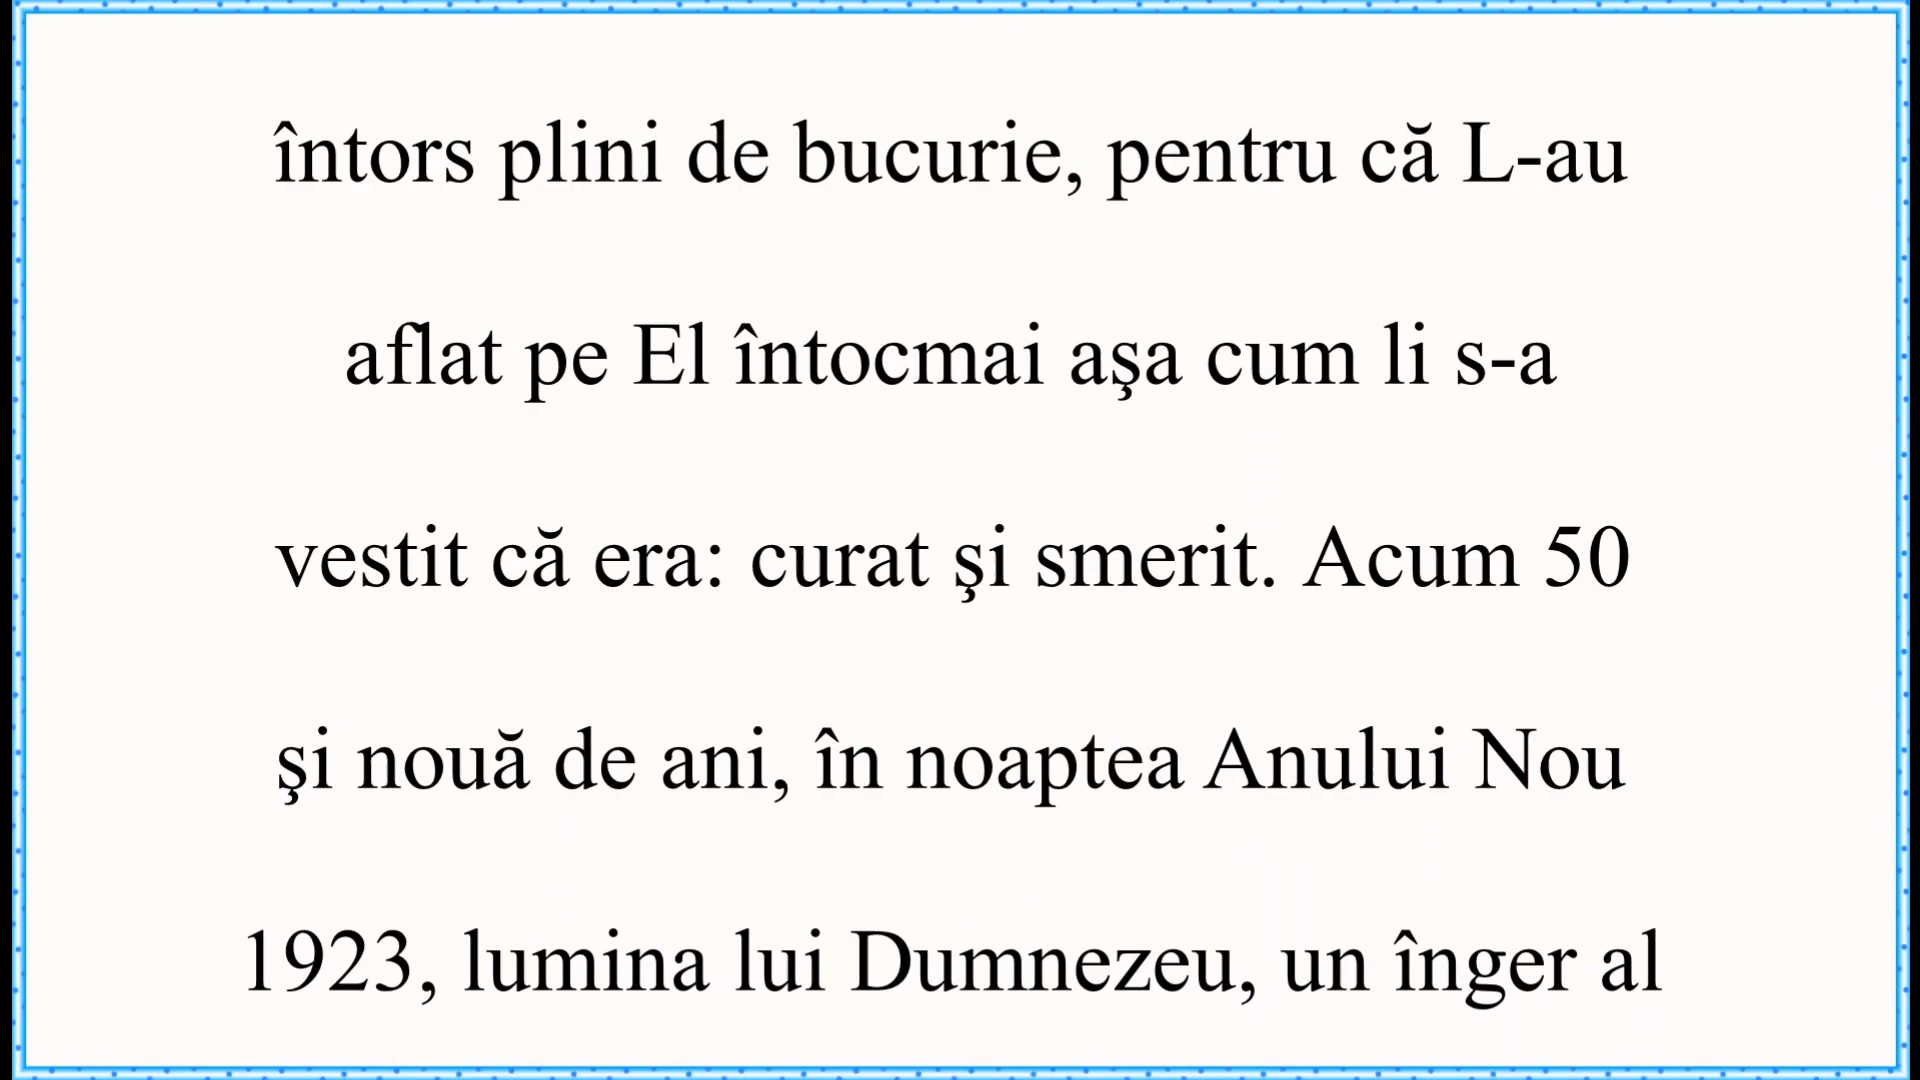 întors plini de bucurie, pentru că L-au
aflat pe El întocmai aşa cum li s-a
vestit că era: curat şi smerit. Acum 50
şi nouă de ani, în noaptea Anului Nou
1923, lumina lui Dumnezeu, un înger al